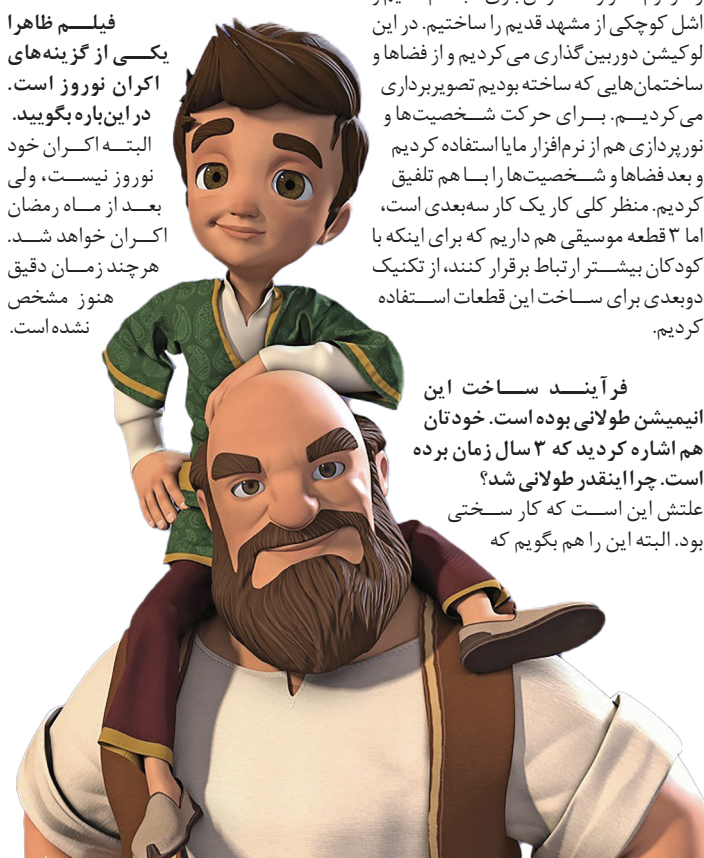 اشل کوچکی از مشهد قدیم را ساختیم. در این
لوکیشن دوربین‌گذاری می‌کردیم و از فضاها و
ساختمان‌هایی که ساخته بودیم تصویربرداری
می‌کردیم. برای حرکت شخصیت‌ها و
نورپردازی هم از نرم‌افزار مایا استفاده کردیم
و بعد فضاها و شخصیت‌ها را با هم تلفیق
کردیم. منظر کلی کار یک کار سه‌بعدی است،
اما ۳ قطعه موسیقی هم داریم که برای اینکه با
کودکان بیشتر ارتباط برقرار کنند، از تکنیک
دوبعدی برای ساخت این قطعات استفاده
کردیم.
فرآیند ساخت این
انیمیشن طولانی بوده است. خودتان
هم اشاره کردید که ۳ سال زمان برده
است. چرا اینقدر طولانی شد؟
علتش این است که کار سختی
بود. البته این را هم بگویم که
فیلم ظاهرا
یکی از گزینه‌های
اکران نوروز است.
در این‌باره بگویید.
البته اکران خود
نوروز نیست، ولی
بعد از ماه رمضان
اکران خواهد شد.
هرچند زمان دقیق
هنوز مشخص
نشده است.